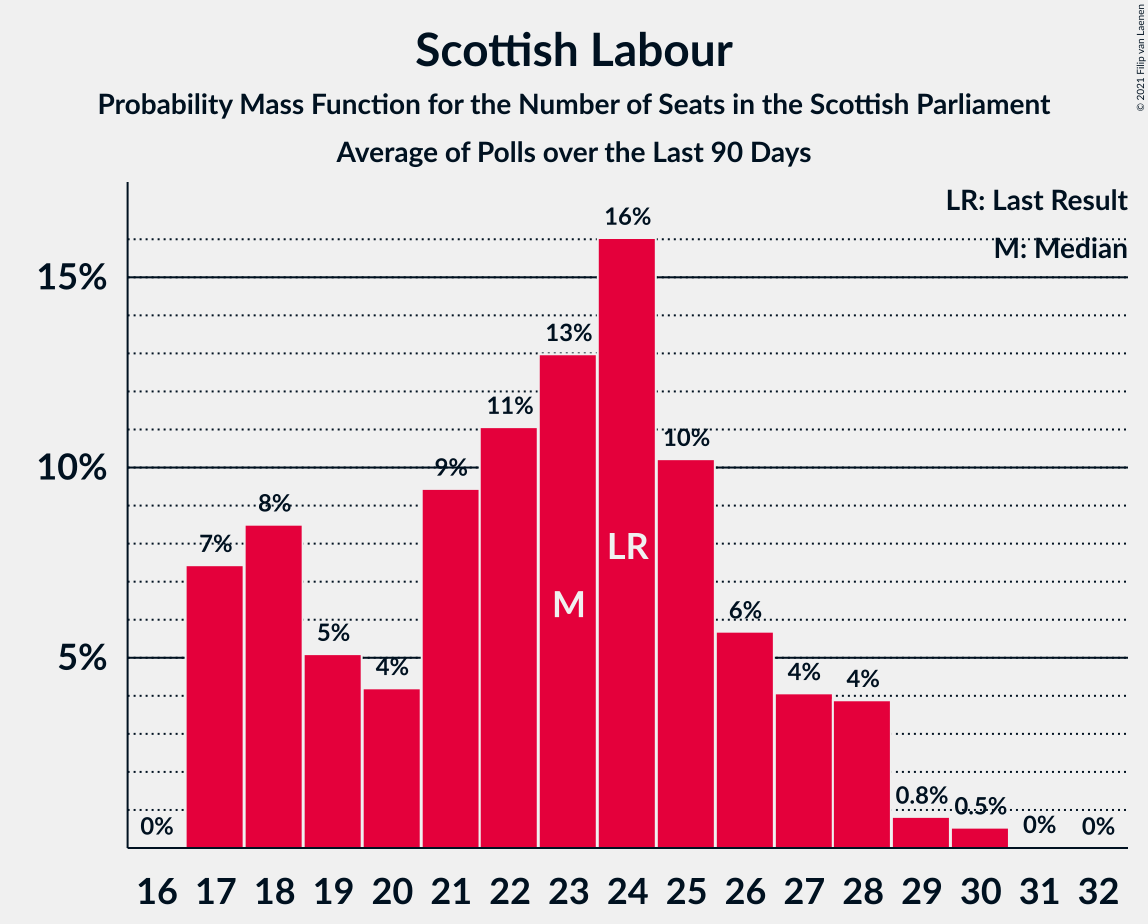 Scottish Labour
Probability Mass Function for the Number of Seats in the Scottish Parliament
Average of Polls over the Last 90 Days
© 2021 Filip van Laenen
LR: Last Result
M: Median
15%
10%
5%
0%
7%
8%
5%
4%
9%
11%
13%
16%
10%
6%
4%
4%
0.8%
0.5%
0%
0%
M
LR
16 17 18 19 20 21 22 23 24 25 26 27 28 29 30 31 32